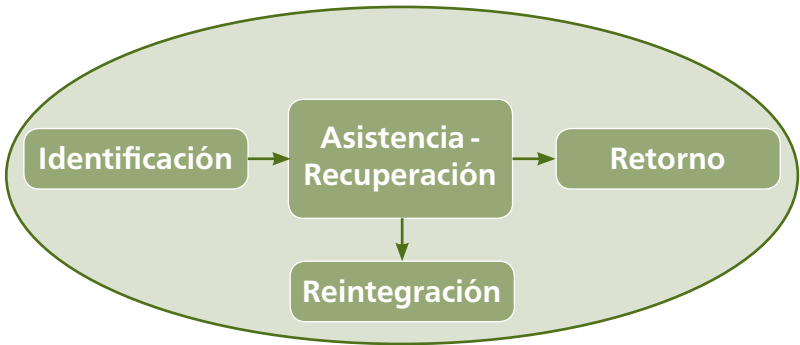 Identificación
Asistencia -
Recuperación
Retorno
Reintegración